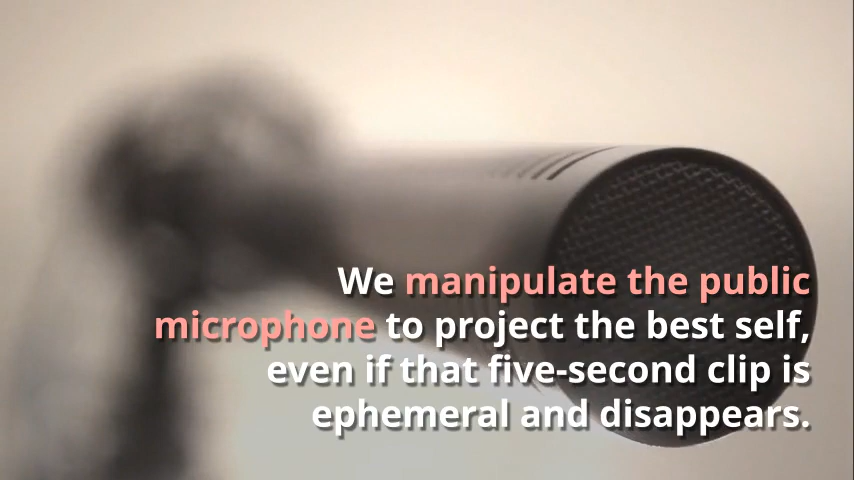 We manipulate the public
microphone to project the best self,
even if that five-second clip is
ephemeral and disappears.